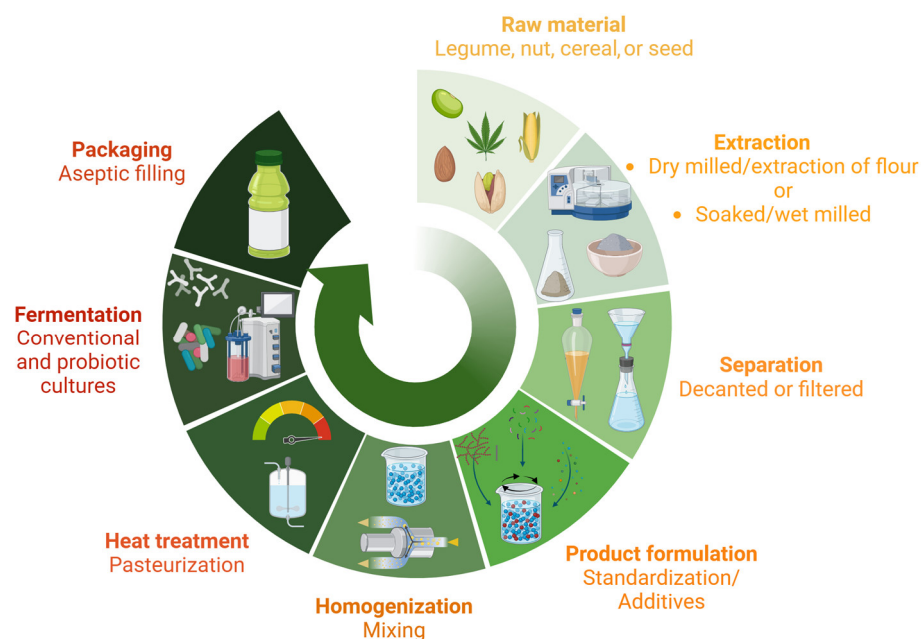 Raw material
Legume, nut, cereal, or seed
Extraction
• Dry milled/extraction of flour
or
• Soaked/wet milled
Separation
Decanted or filtered
Product formulation
Standardization/
Additives
Homogenization
Mixing
Heat treatment
Pasteurization
Fermentation
Conventional
and probiotic
cultures
Packaging
Aseptic filling